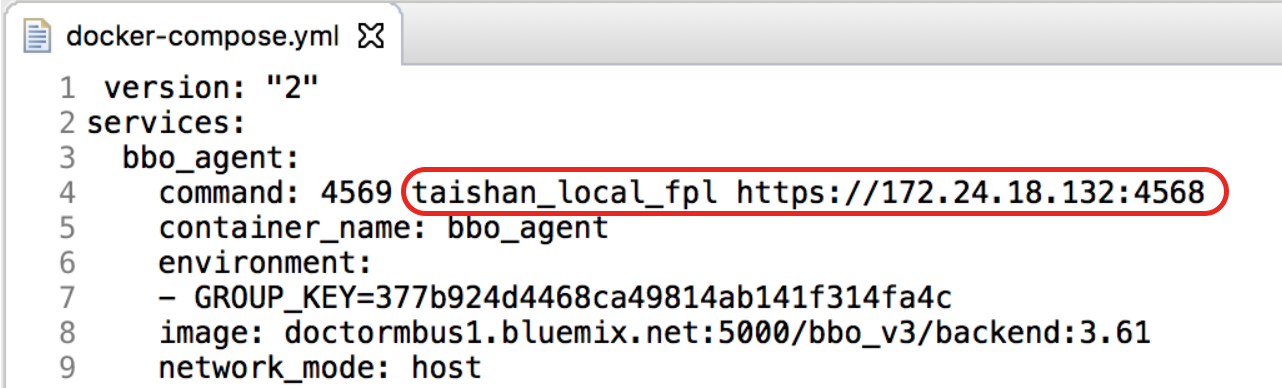 docker-compose.yml
1 version: "2"
2 services:
3 bbo_agent:
4 command: 4569 taishan_local_fpl https://172.24.18.132:4568
5 container_name: bbo_agent
6 environment:
7 - GROUP_KEY=377b924d4468ca49814ab141f314fa4c
8 image: doctormbus1.bluemix.net:5000/bbo_v3/backend:3.61
9 network_mode: host